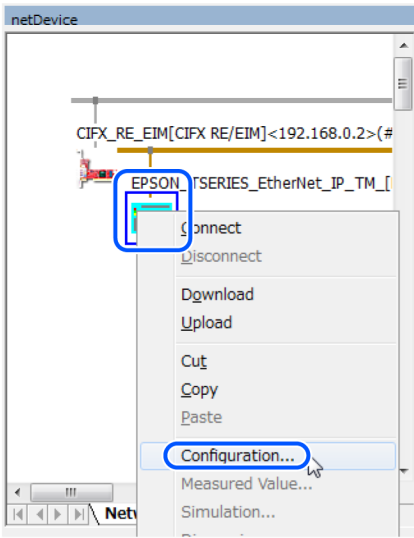 netDevice
CIFX_RE_EIM[CIFX RE/EIM]<192.168.0.2>(#
EPSON_TSERIES_EtherNet_IP_TM_[
Connect
Disconnect
Download
Upload
Cut
Copy
Paste
Configuration...
Measured Value...
Netw
Simulation...